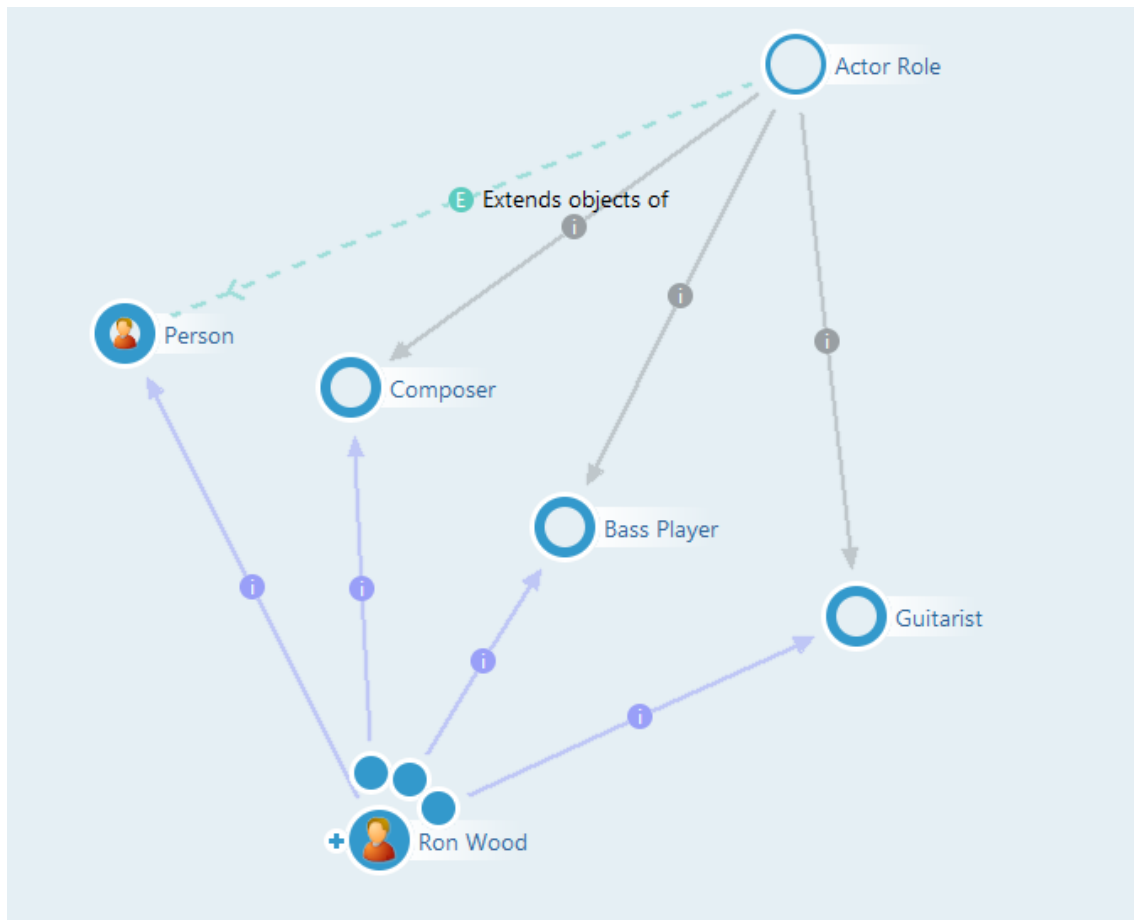 Actor Role
E Extends objects of
i
i
i
Person
Composer
Bass Player
Guitarist
i
i
i
i
Ron Wood